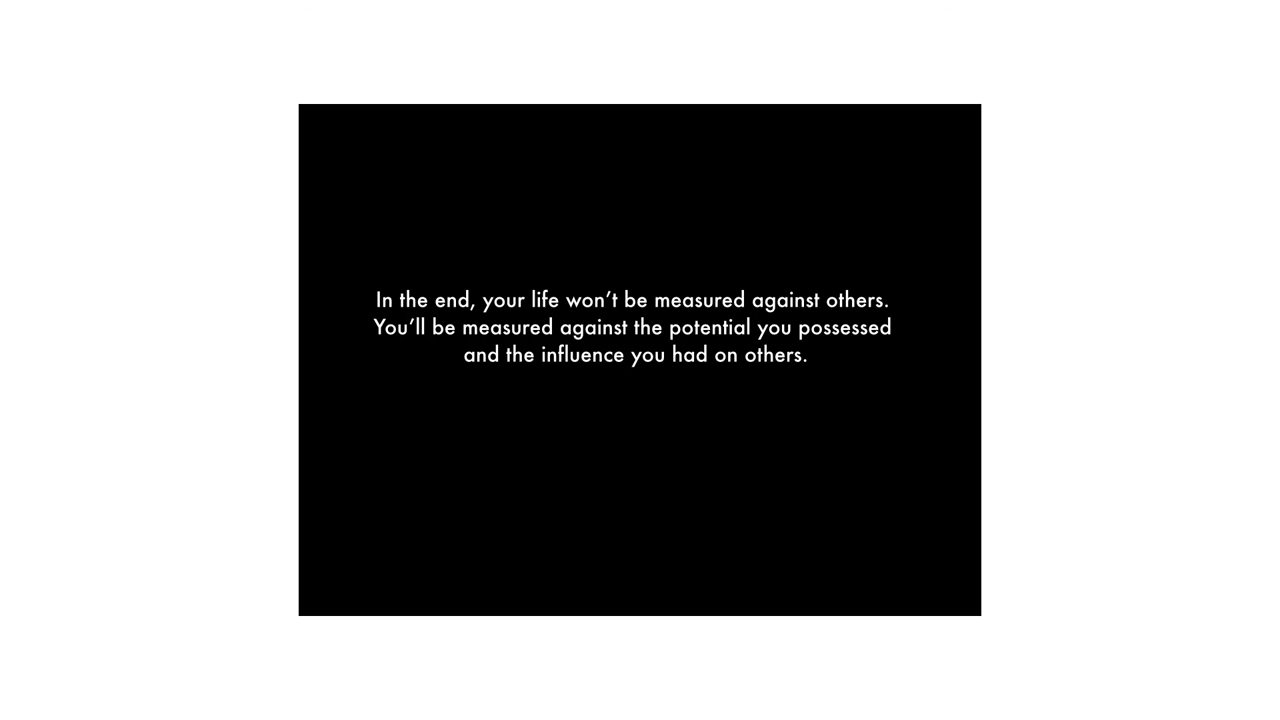 In the end, your life won’t be measured against others.
You’ll be measured against the potential you possessed
and the influence you had on others.